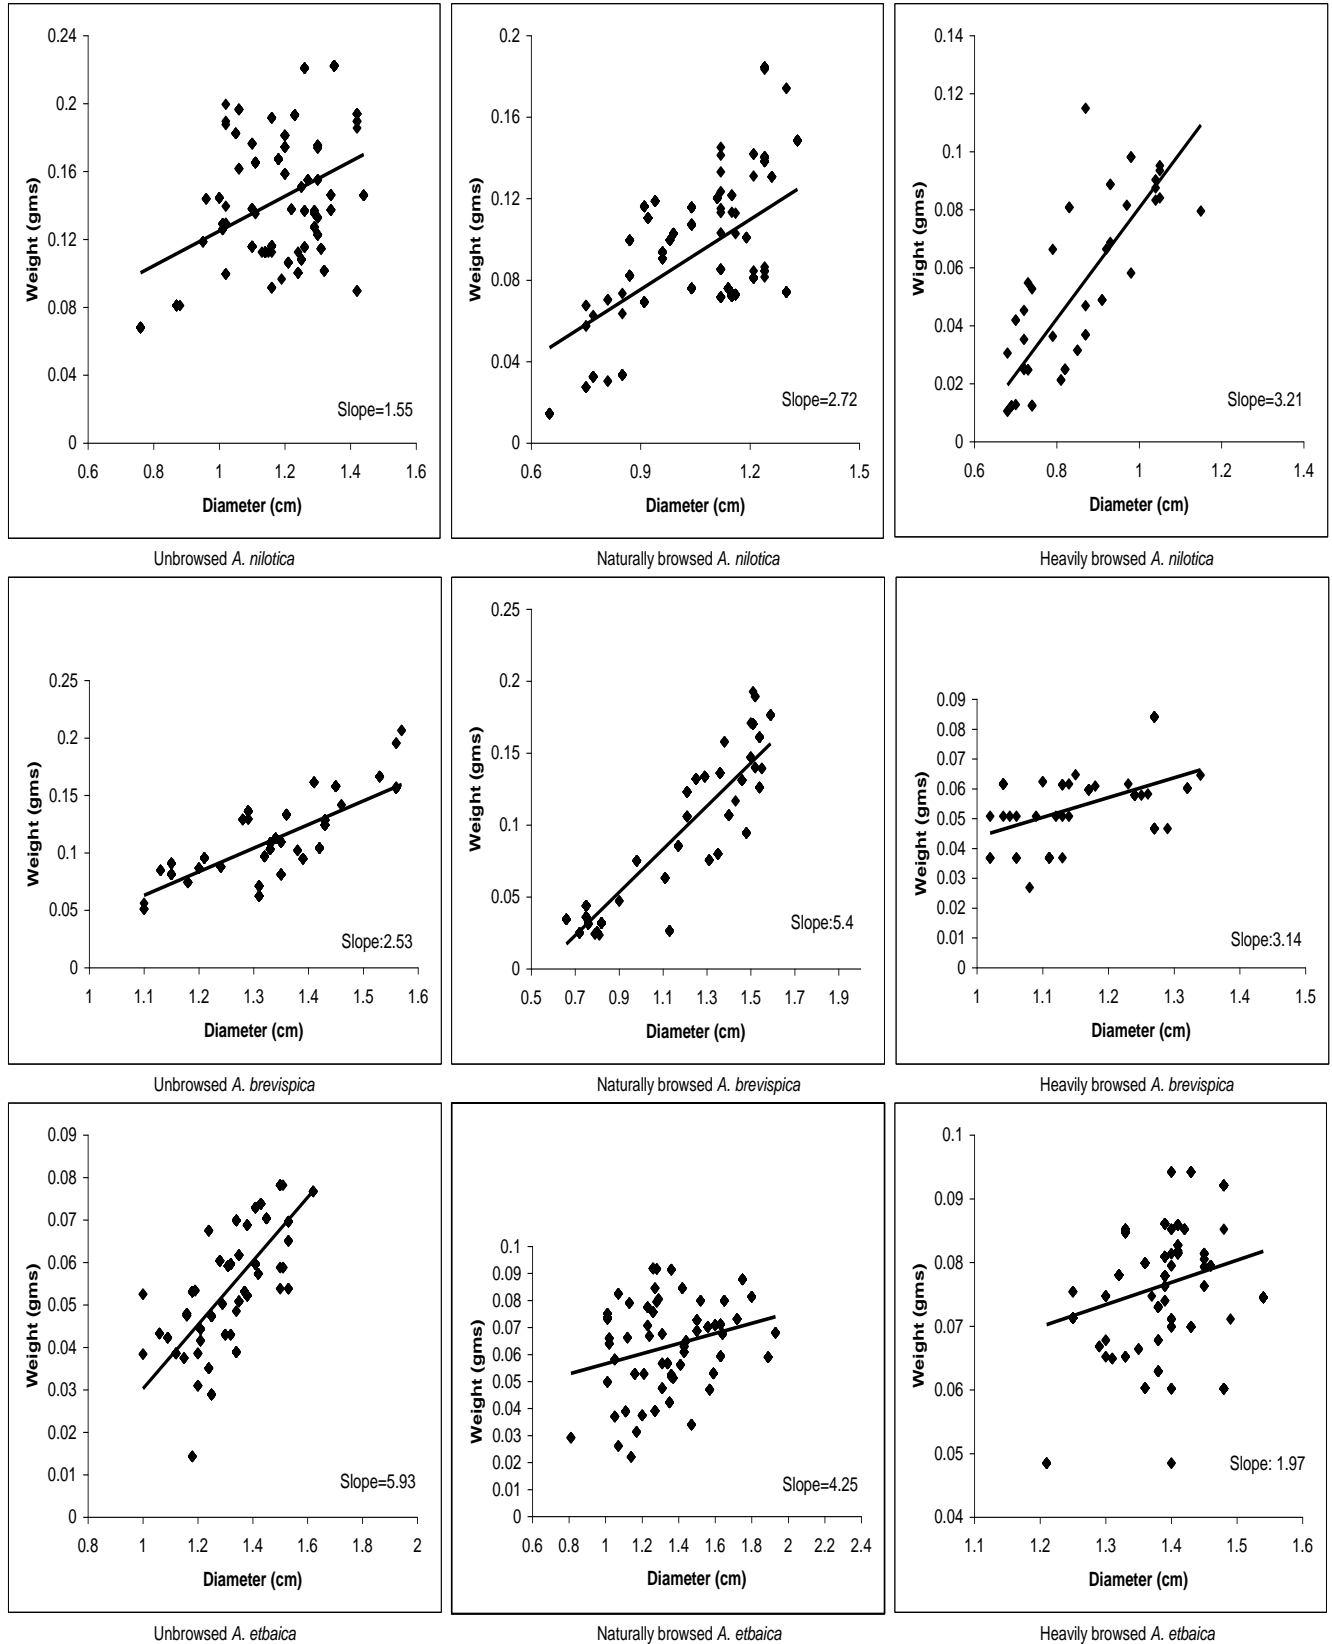 0.24
0.2
0.16
0.12
0.08
0.04
0
Weight (gms)
Slope=1.55
0.6 0.8 1 1.2 1.4 1.6
Diameter (cm)
Unbrowsed A. nilotica
0.2
0.16
0.12
0.08
0.04
0
Wight (gms)
Slope=2.72
0.6 0.9 1.2 1.5
Diameter (cm)
Naturally browsed A. nilotica
0.14
0.12
0.1
0.08
0.06
0.04
0.02
0
Wight (gms)
Slope=3.21
0.6 0.8 1 1.2 1.4
Diameter (cm)
Heavily browsed A. nilotica
0.25
0.2
0.15
0.1
0.05
0
Weight (gms)
Slope:2.53
1 1.1 1.2 1.3 1.4 1.5 1.6
Diameter (cm)
Unbrowsed A. brevispica
0.25
0.2
0.15
0.1
0.05
0
Weight (gms)
Slope:5.4
0.5 0.7 0.9 1.1 1.3 1.5 1.7 1.9
Diameter (cm)
Naturally browsed A. brevispica
0.09
0.08
0.07
0.06
0.05
0.04
0.03
0.02
0.01
0
Weight (gms)
Slope:3.14
1 1.1 1.2 1.3 1.4 1.5
Diameter (cm)
Heavily browsed A. brevispica
0.09
0.08
0.07
0.06
0.05
0.04
0.03
0.02
0.01
0
Weight (gms)
Slope=5.93
0.8 1 1.2 1.4 1.6 1.8 2
Diameter (cm)
Unbrowsed A. etbaica
0.1
0.09
0.08
0.07
0.06
0.05
0.04
0.03
0.02
0.01
0
Weight (gms)
Slope=4.25
0.6 0.8 1 1.2 1.4 1.6 1.8 2 2.2 2.4
Diameter (cm)
Naturally browsed A. etbaica
0.1
0.09
0.08
0.07
0.06
0.05
0.04
Weight (gms)
Slope: 1.97
1.1 1.2 1.3 1.4 1.5 1.6
Diameter (cm)
Heavily browsed A. etbaica